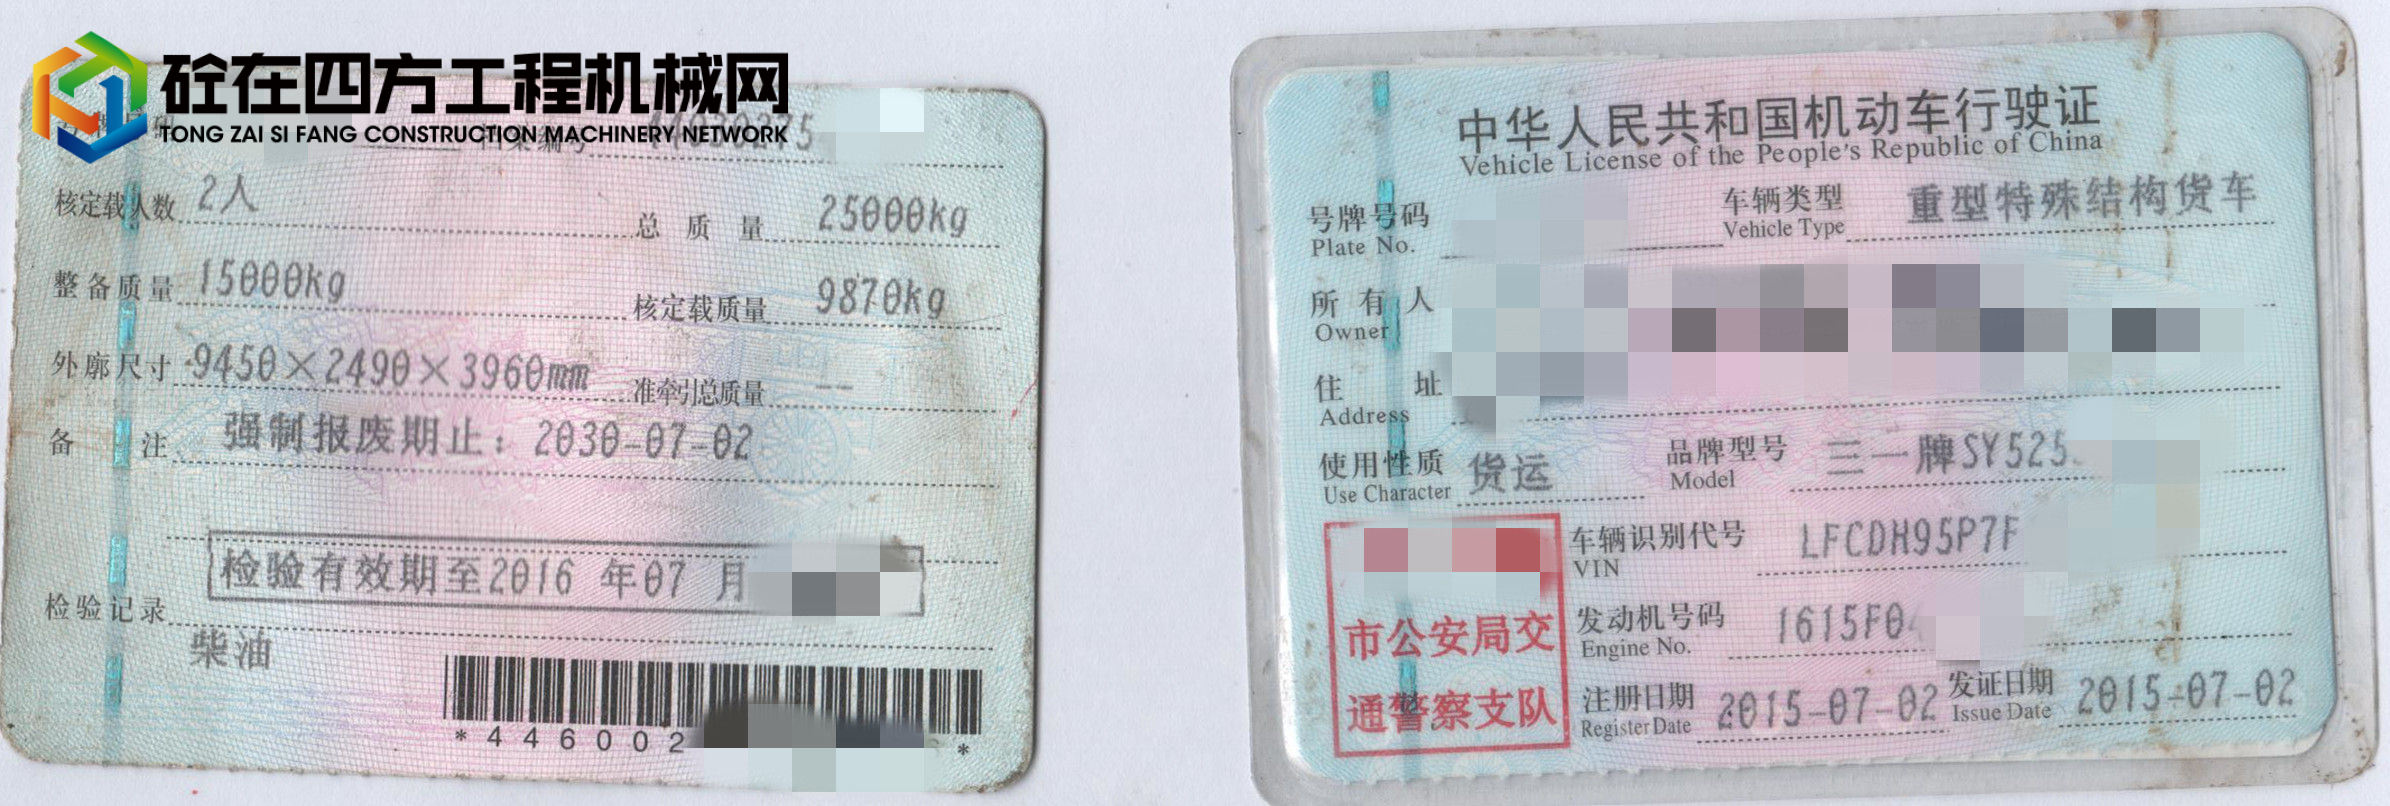 砼在四方工程机械网
TONG ZAI SI FANG CONSTRUCTION MACHINERY NETWORK
核定载人数 2人 总质量 25000kg
整备质量 15000kg 核定载质量 9870kg
外廓尺寸 9450×2490×3960mm 准牵引总质量 --
备注 强制报废期止：2030-07-02
检验有效期至2016 年07 月
检验记录
柴油
*446002 *
中华人民共和国机动车行驶证
Vehicle License of the People's Republic of China
号牌号码 车辆类型 重型特殊结构货车
Plate No. Vehicle Type
所有人
Owner
住址
Address
使用性质 货运 品牌型号 三一牌SY525
Use Character Model
车辆识别代号 LFCDH95P7F
VIN
市公安局交
通警察支队
发动机号码 1615F0
Engine No.
注册日期 2015-07-02 发证日期 2015-07-02
Register Date Issue Date